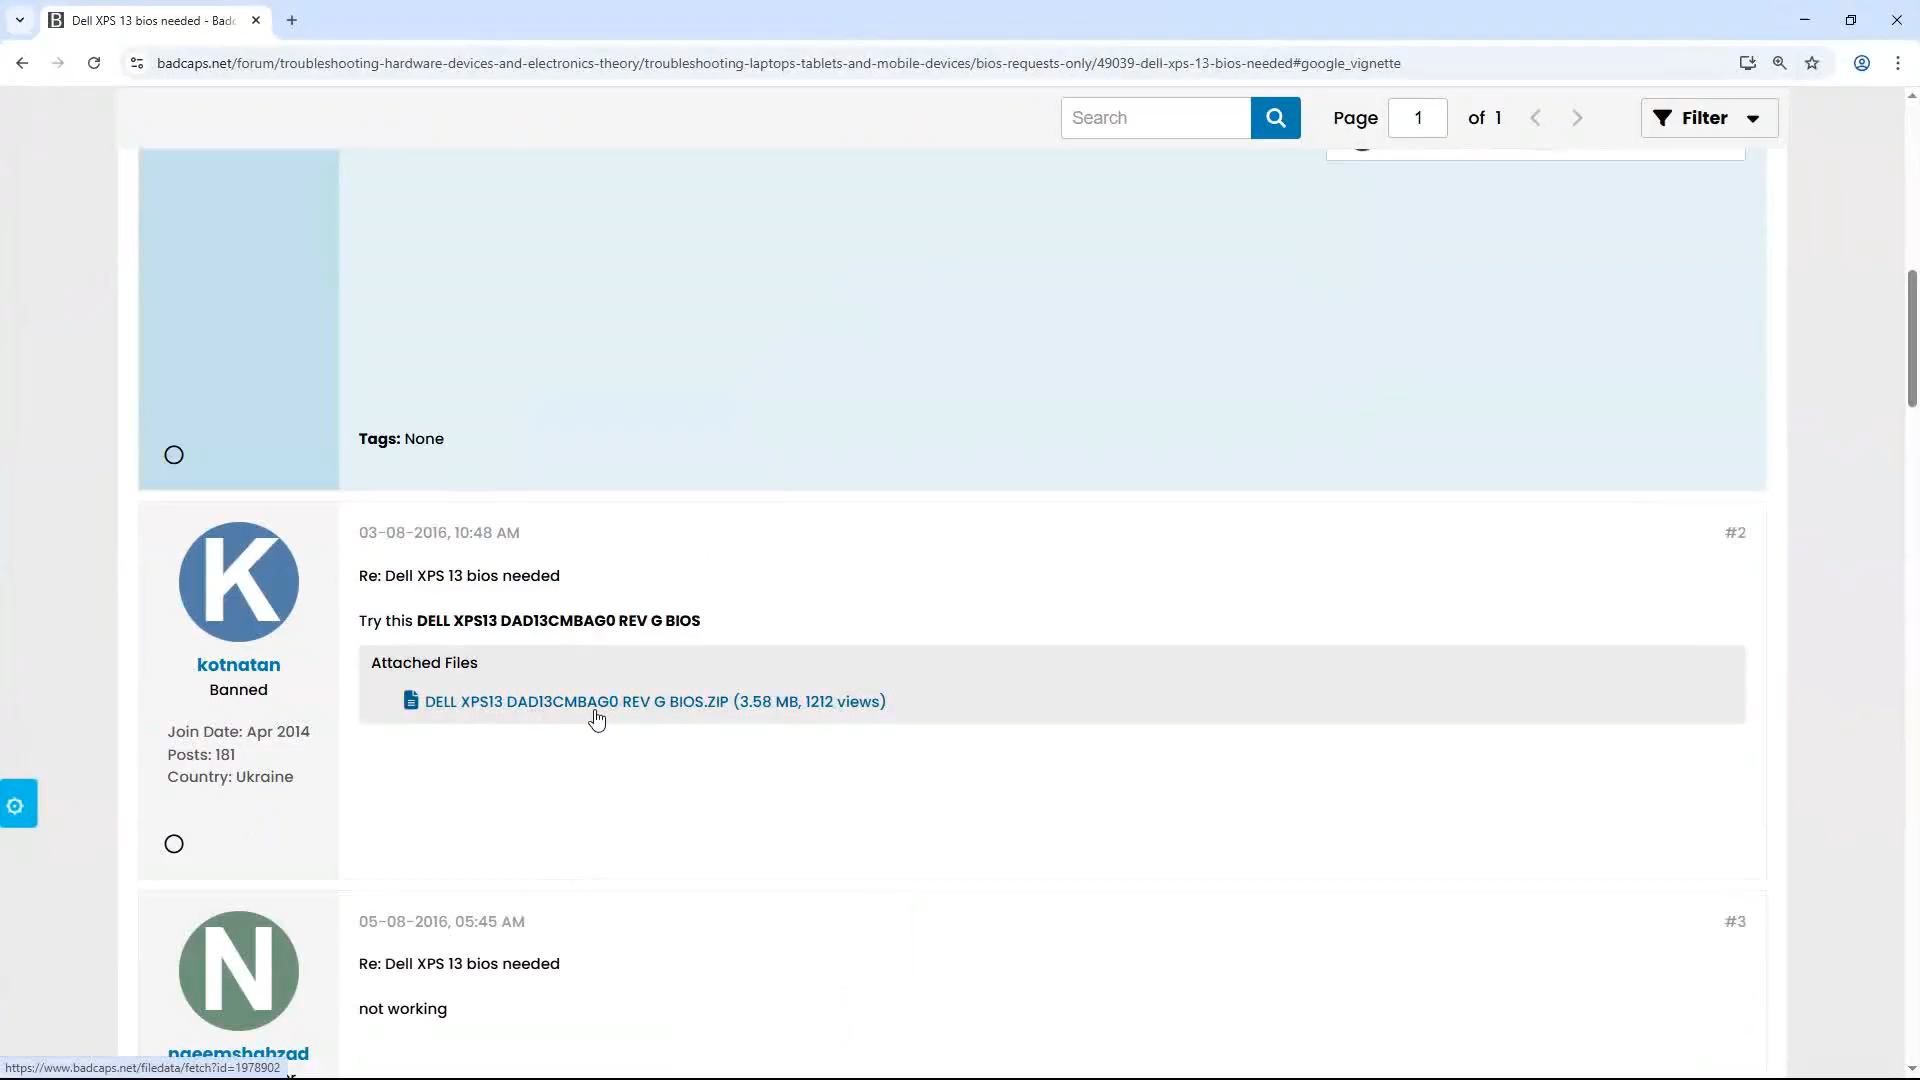 B Dell XPS 13 bios needed - Badc
badcaps.net/forum/troubleshooting-hardware-devices-and-electronics-theory/troubleshooting-laptops-tablets-and-mobile-devices/bios-requests-only/49039-dell-xps-13-bios-needed#google_vignette
Search Page 1 of 1 Filter
Tags: None
K
03-08-2016, 10:48 AM #2
Re: Dell XPS 13 bios needed
Try this DELL XPS13 DAD13CMBAG0 REV G BIOS
Attached Files
DELL XPS13 DAD13CMBAG0 REV G BIOS.ZIP (3.58 MB, 1212 views)
kotnatan
Banned
Join Date: Apr 2014
Posts: 181
Country: Ukraine
N
05-08-2016, 05:45 AM #3
Re: Dell XPS 13 bios needed
not working
naeemshahzad
https://www.badcaps.net/filedata/fetch?id=1978902